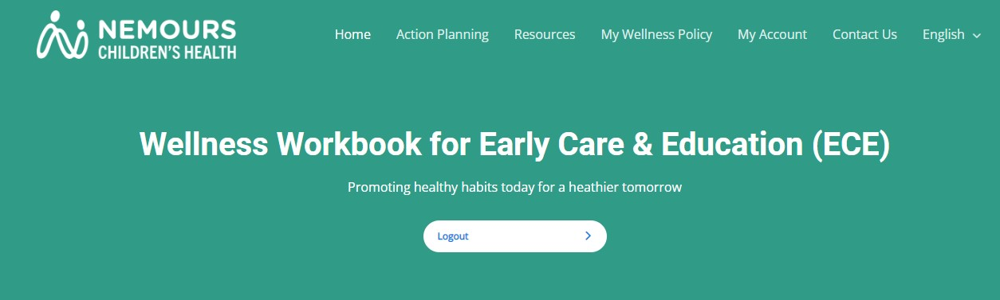 NEMOURS
CHILDREN'S HEALTH
Home Action Planning Resources My Wellness Policy My Account Contact Us English
Wellness Workbook for Early Care & Education (ECE)
Promoting healthy habits today for a heathier tomorrow
Logout